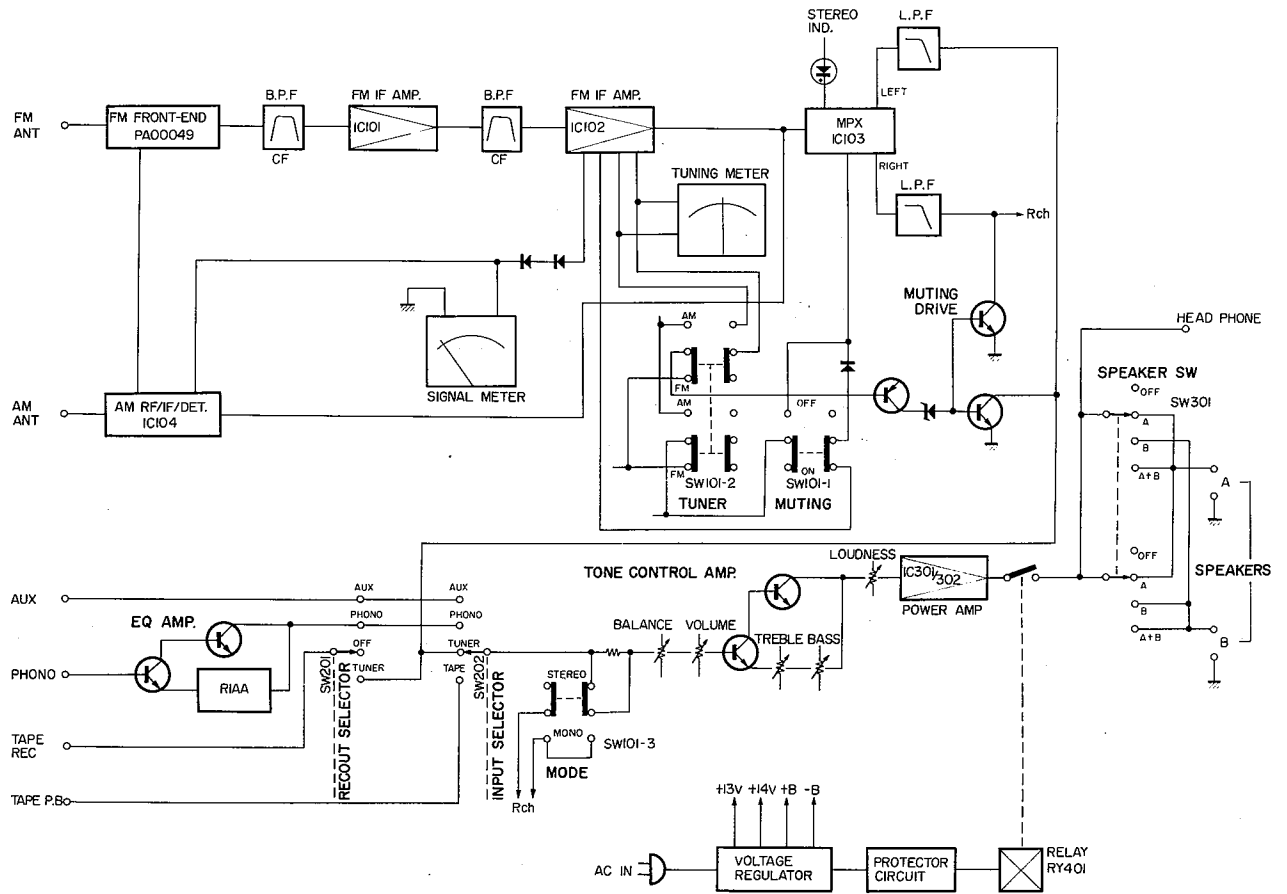 STEREO
IND.
L.P.F
LEFT
FM
ANT
FM FRONT-END
PA00049
B.P.F
CF
FM IF AMP.
IC101
B.P.F
CF
FM IF AMP.
IC102
MPX
IC103
RIGHT
L.P.F
Rch
TUNING METER
MUTING
DRIVE
SIGNAL METER
AM
ANT
AM RF/IF/DET.
IC104
AM
FM
AM
FM
SW101-2
TUNER
OFF
ON
SW101-1
MUTING
HEAD PHONE
SPEAKER SW
SW301
OFF
A
B
A+B
A
OFF
A
B
A+B
B
SPEAKERS
AUX
EQ AMP.
PHONO
RIAA
TAPE
REC
TAPE P.B
AUX
PHONO
OFF
TUNER
SW201
RECOUT SELECTOR
AUX
PHONO
TUNER
TAPE
SW202
INPUT SELECTOR
STEREO
MONO
SW101-3
MODE
Rch
TONE CONTROL AMP.
BALANCE
VOLUME
TREBLE
BASS
LOUDNESS
IC301/302
POWER AMP
+13V
+14V
+B
-B
AC IN
VOLTAGE
REGULATOR
PROTECTOR
CIRCUIT
RELAY
RY401